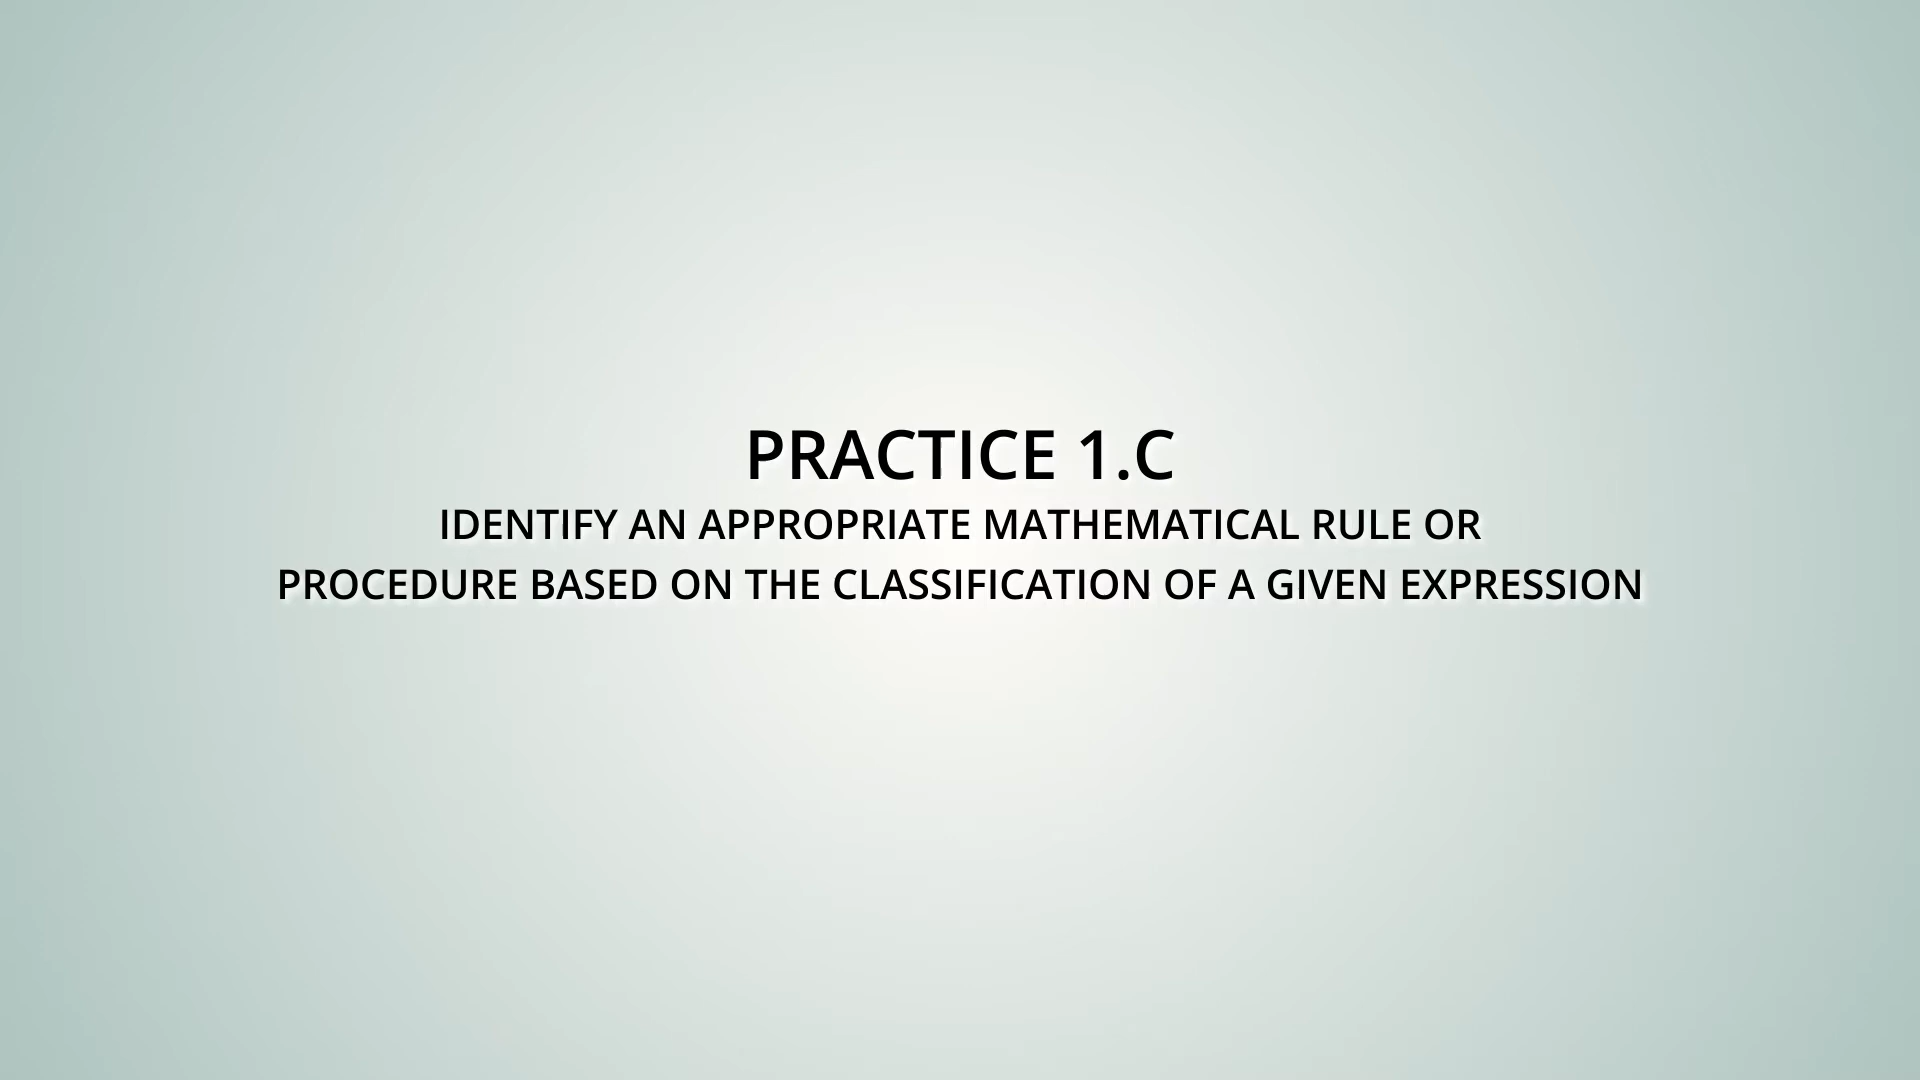 PRACTICE 1.C
IDENTIFY AN APPROPRIATE MATHEMATICAL RULE OR
PROCEDURE BASED ON THE CLASSIFICATION OF A GIVEN EXPRESSION